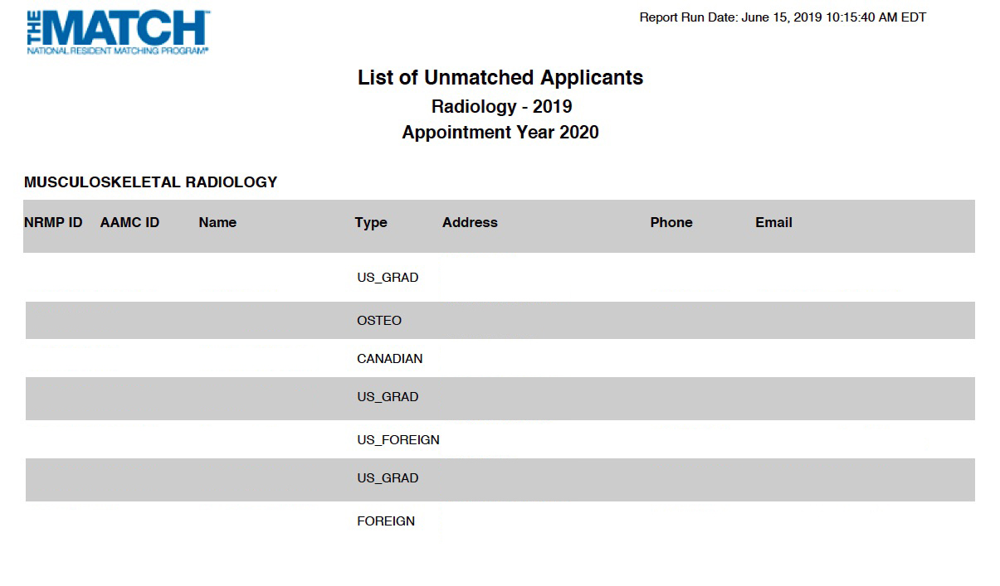 THE MATCH™
NATIONAL RESIDENT MATCHING PROGRAM®
Report Run Date: June 15, 2019 10:15:40 AM EDT
List of Unmatched Applicants
Radiology - 2019
Appointment Year 2020
MUSCULOSKELETAL RADIOLOGY
NRMP ID AAMC ID Name Type Address Phone Email
US_GRAD
OSTEO
CANADIAN
US_GRAD
US_FOREIGN
US_GRAD
FOREIGN